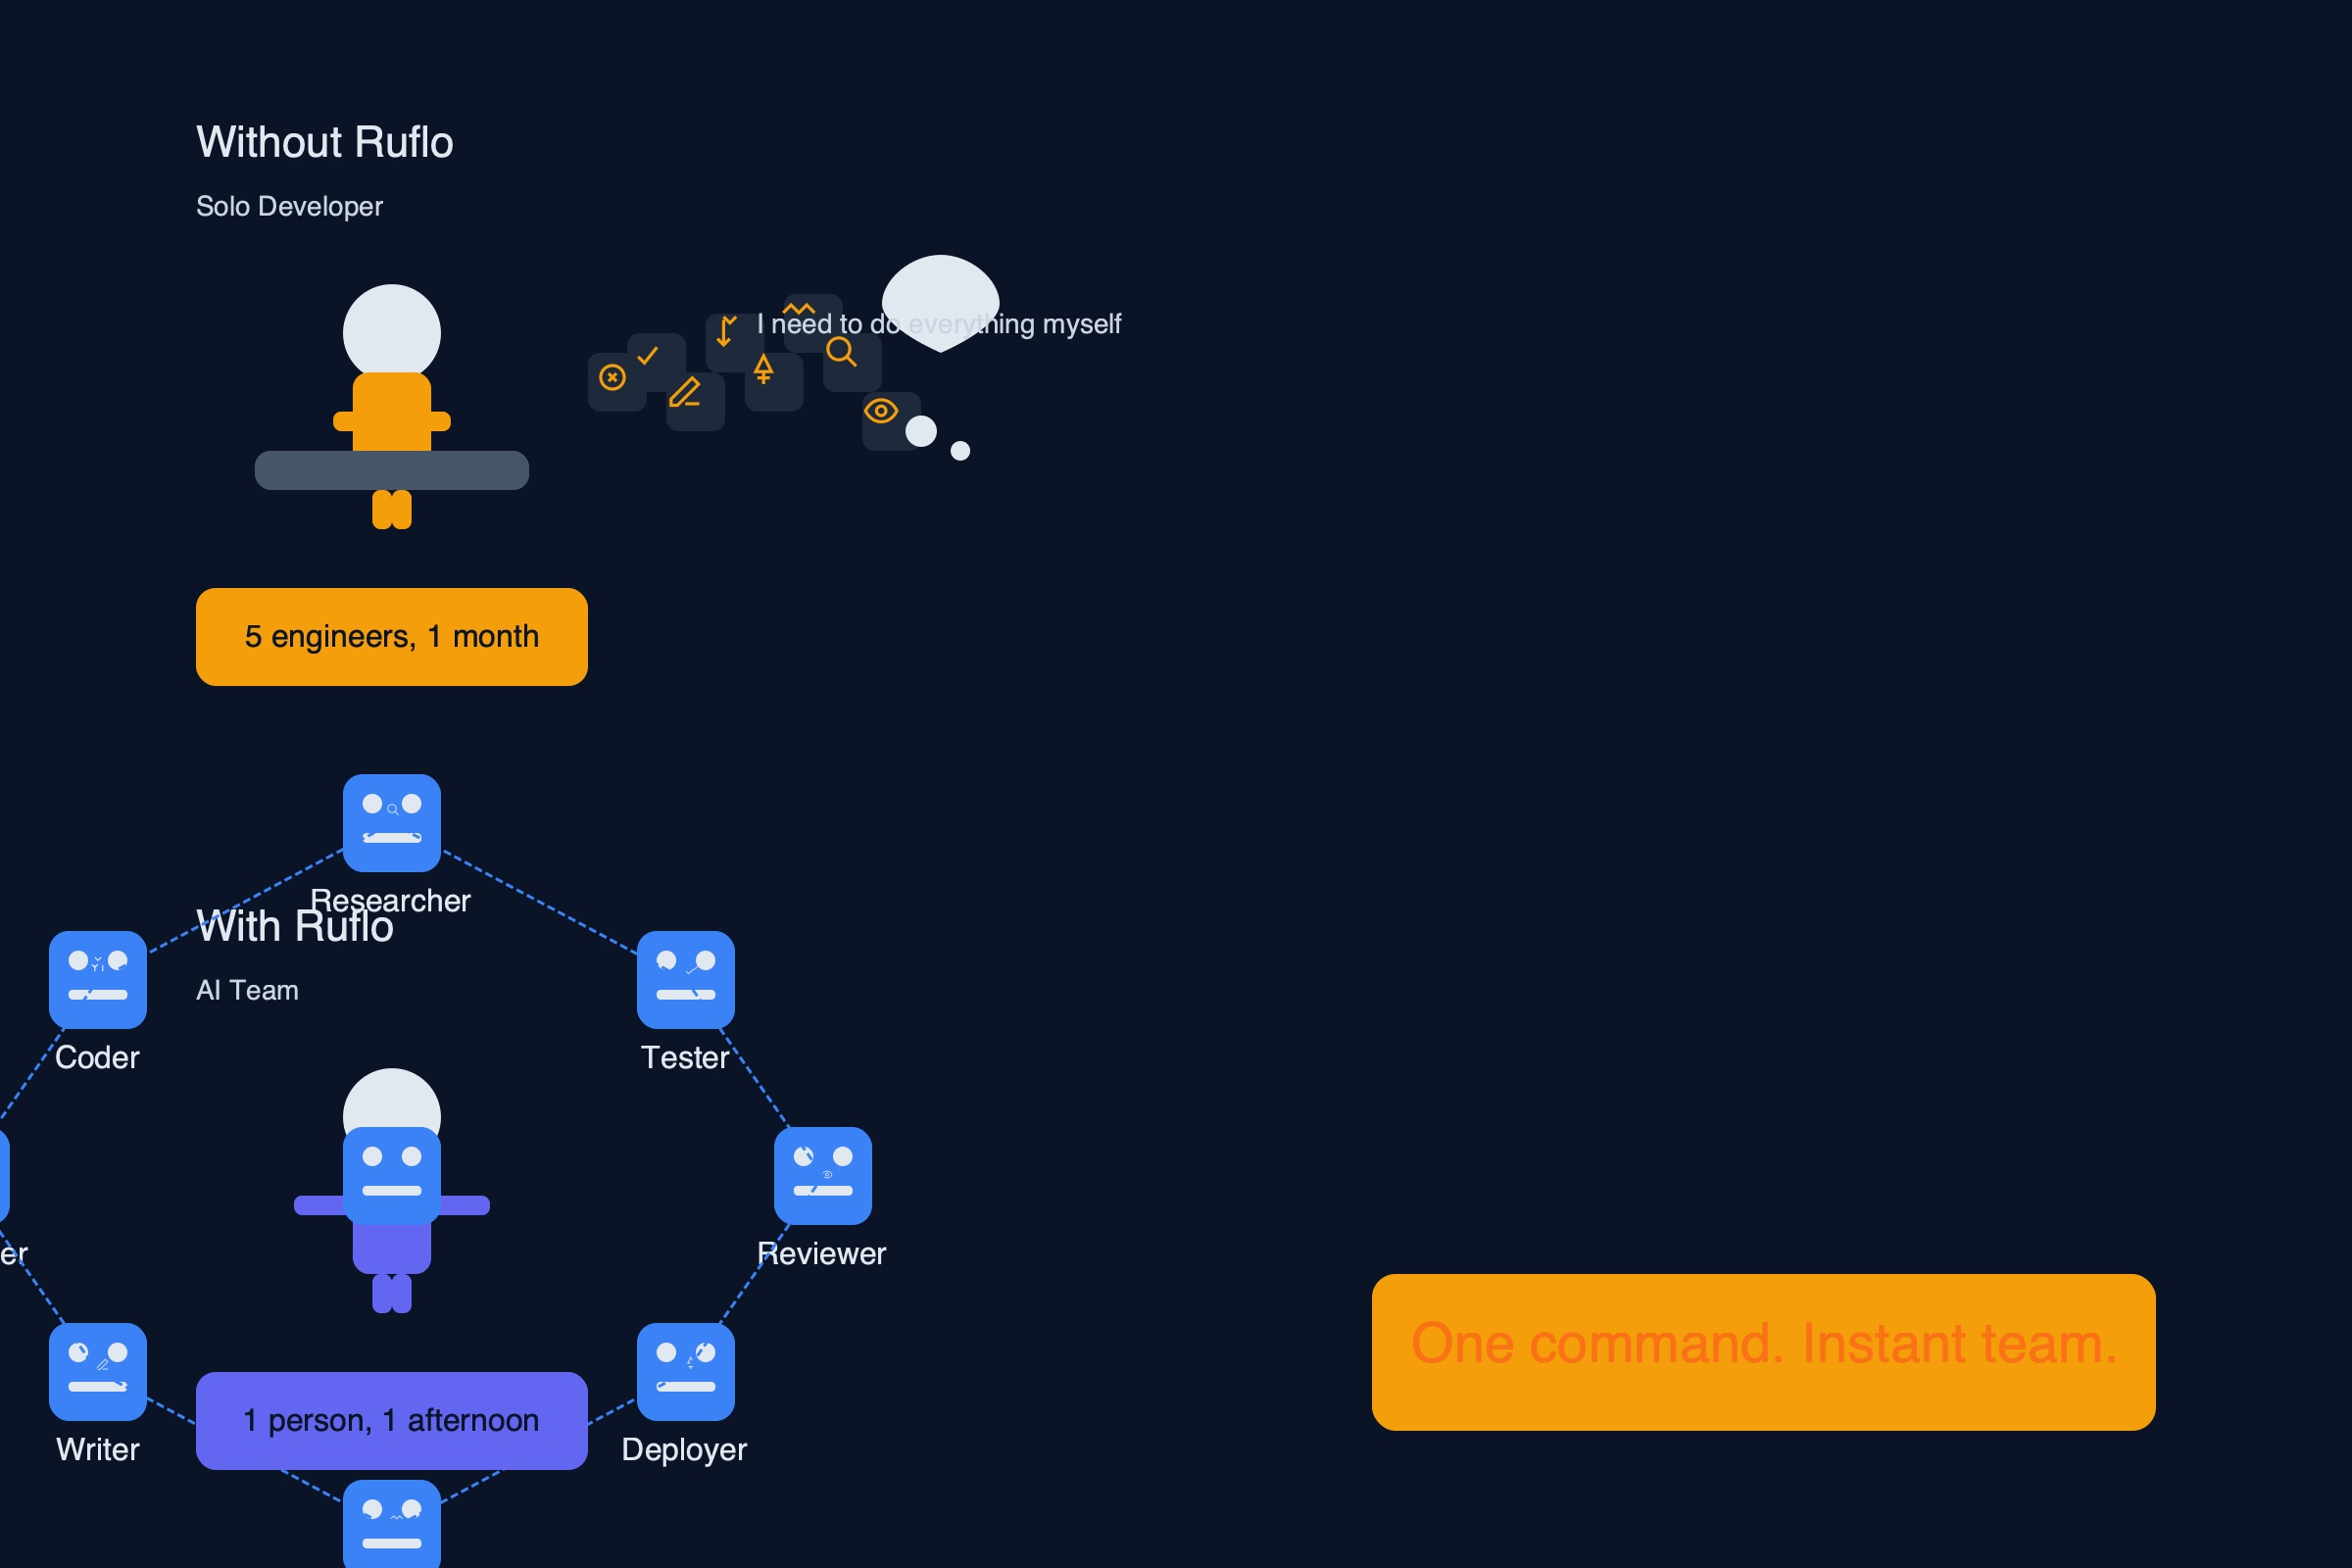 Without Ruflo
Solo Developer
I need to do everything myself
5 engineers, 1 month
Researcher
With Ruflo
AI Team
Coder
Tester
er
Reviewer
1 person, 1 afternoon
Writer
Deployer
One command. Instant team.